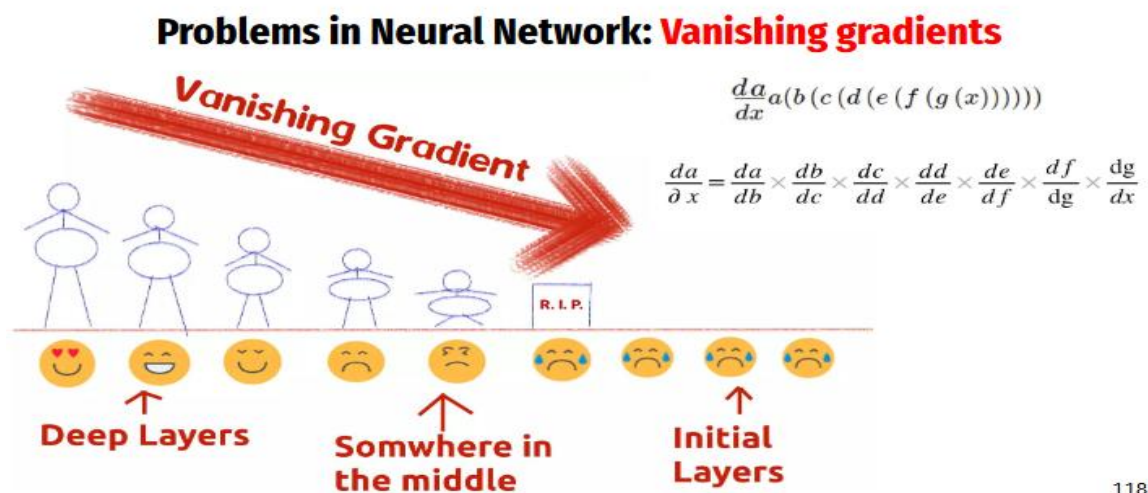 Problems in Neural Network: Vanishing gradients
Vanishing Gradient
da/dx a(b(c(d(e(f(g(x))))))
da/∂x = da/db × db/dc × dc/dd × dd/de × de/df × df/dg × dg/dx
R. I. P.
Deep Layers
Somwhere in
the middle
Initial
Layers
118